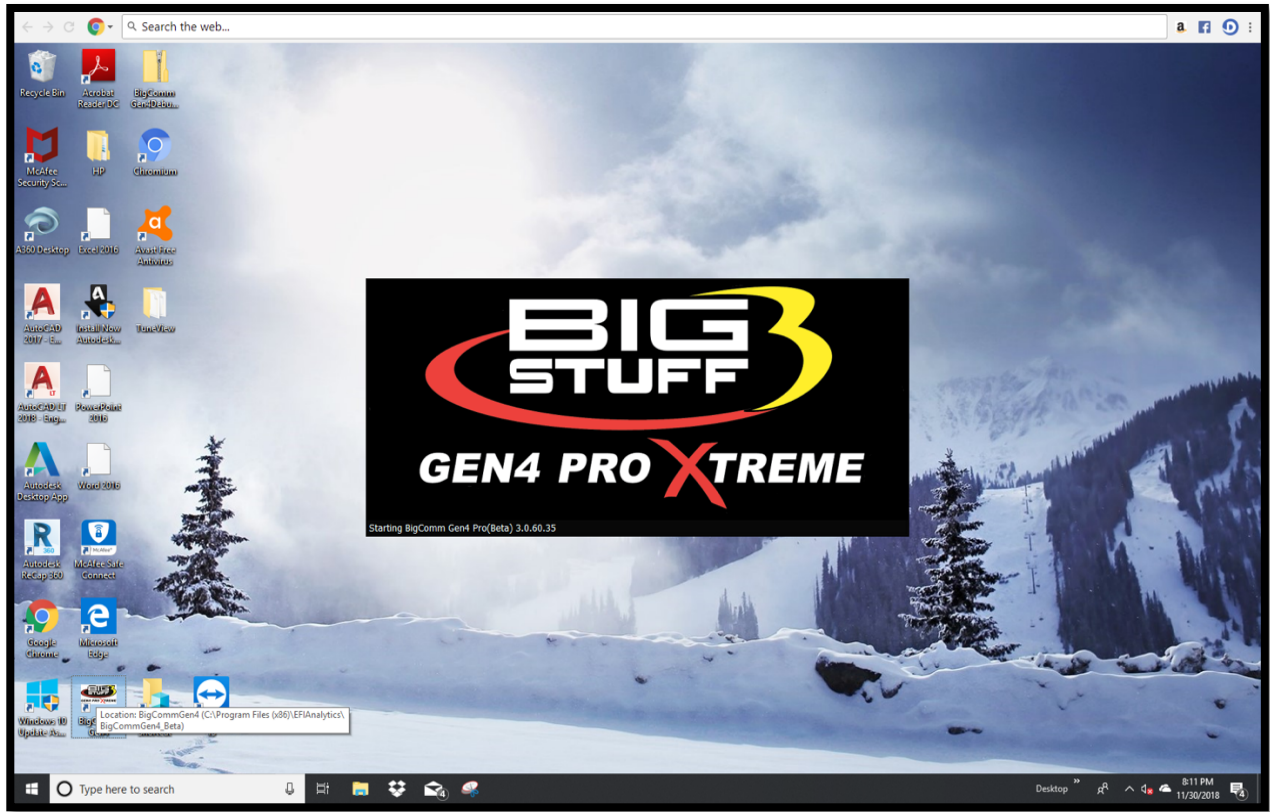 Search the web...
a
Recycle Bin
Acrobat
Reader DC
BigComm
Gen4Debu...
McAfee
Security Sc...
HP
Chromium
A360 Desktop
Excel 2016
Avast Free
Antivirus
AutoCAD
2017 - E...
Install Now
Autodesk...
TuneView
AutoCAD LT
2018 - Eng...
PowerPoint
2016
Autodesk
Desktop App
Word 2016
Autodesk
ReCap 360
McAfee Safe
Connect
Google
Chrome
Microsoft
Edge
Windows 10
Update As...
Location: BigCommGen4 (C:\Program Files (x86)\EFIAnalytics\
BigCommGen4_Beta)
BIG 3
STUFF
GEN4 PRO XTREME
Starting BigComm Gen4 Pro(Beta) 3.0.60.35
Type here to search
Desktop
8:11 PM
11/30/2018